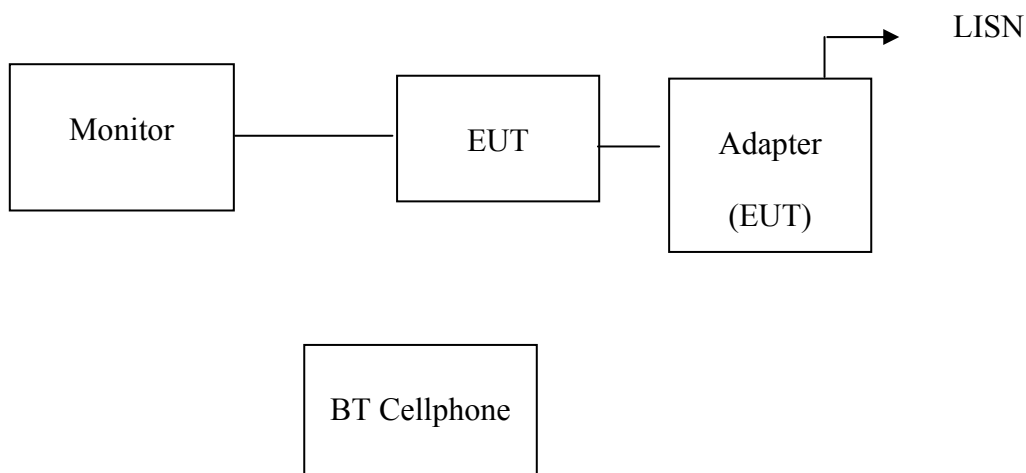 LISN
Monitor
EUT
Adapter
(EUT)
BT Cellphone